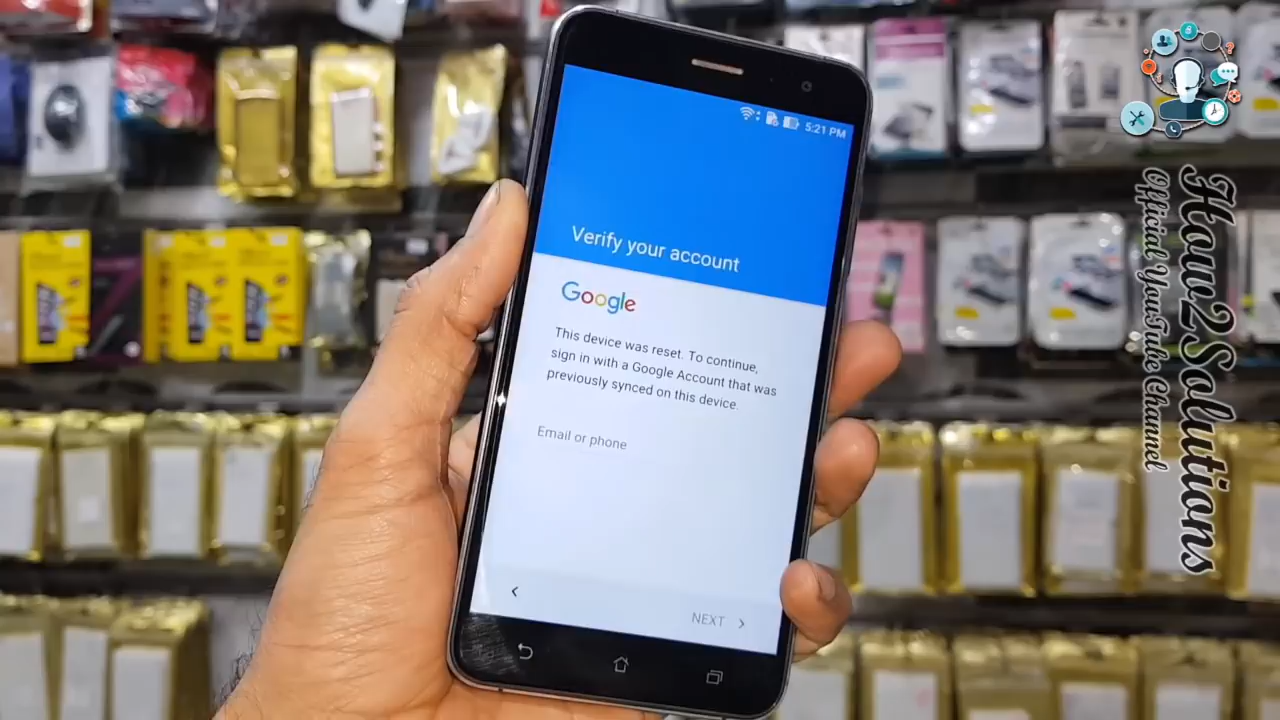 5:21 PM
Verify your account
Google
This device was reset. To continue,
sign in with a Google Account that was
previously synced on this device.
Email or phone
NEXT
How2Solutions
Official YouTube Channel